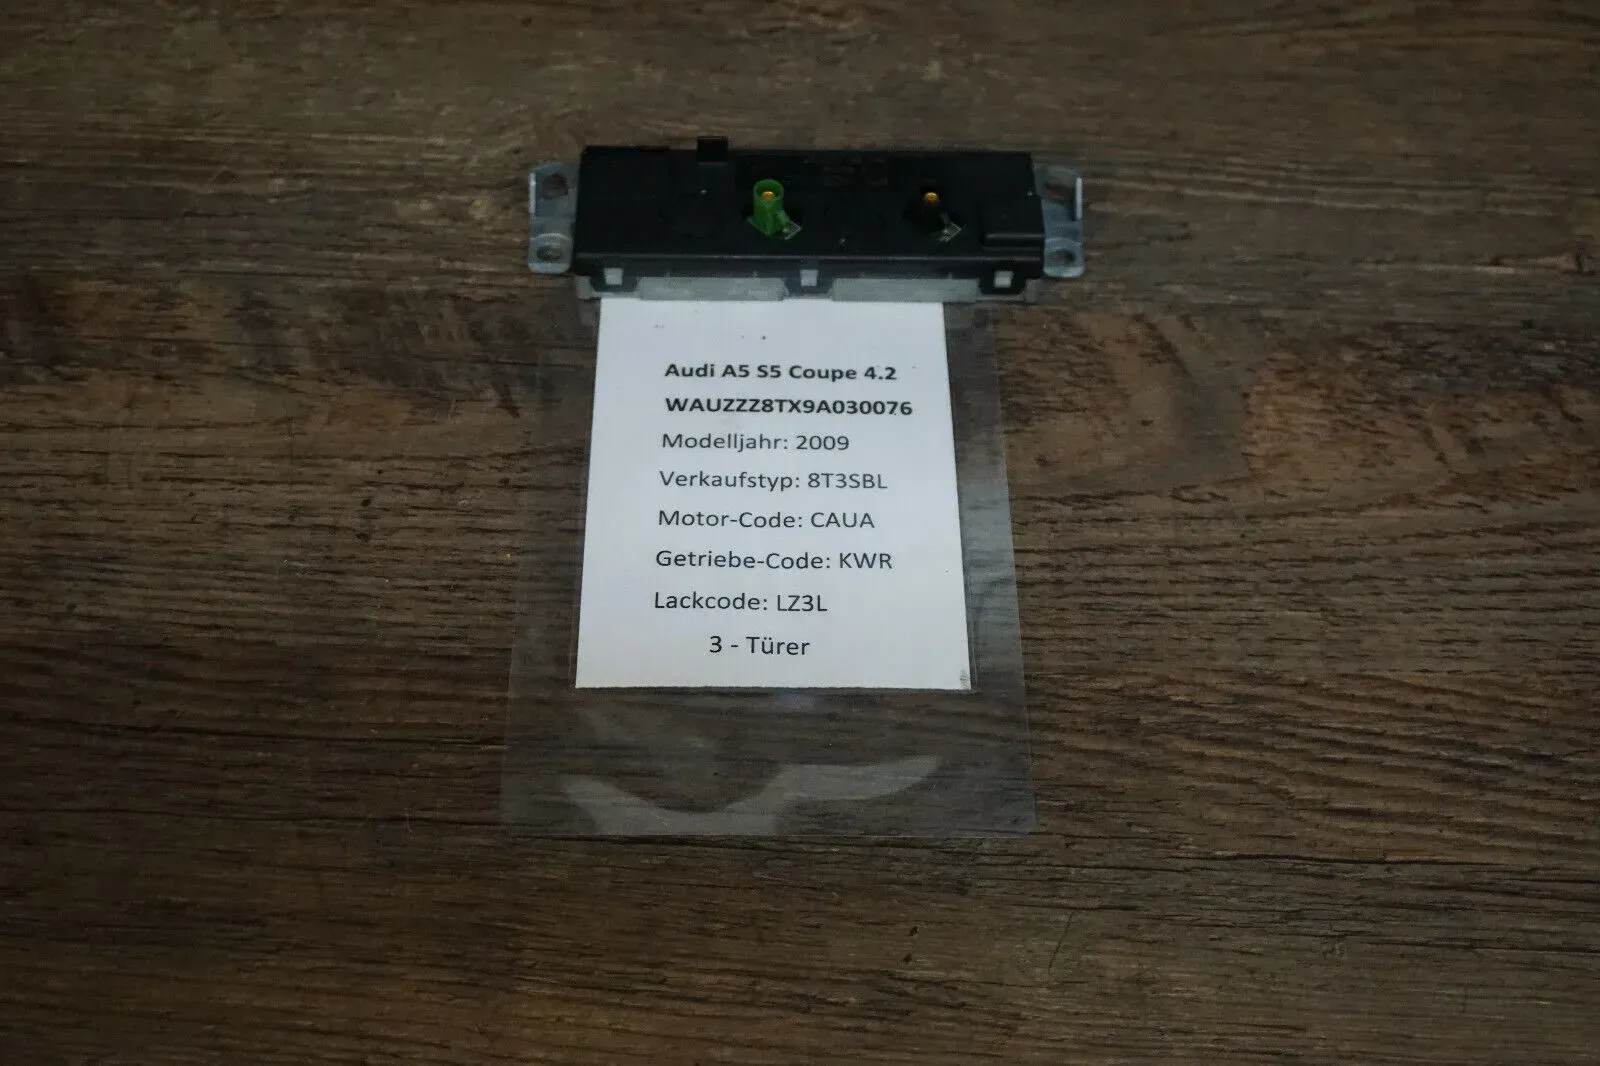 Audi A5 S5 Coupe 4.2
WAUZZZ8TX9A030076
Modelljahr: 2009
Verkaufstyp: 8T3SBL
Motor-Code: CAUA
Getriebe-Code: KWR
Lackcode: LZ3L
3 - Türer